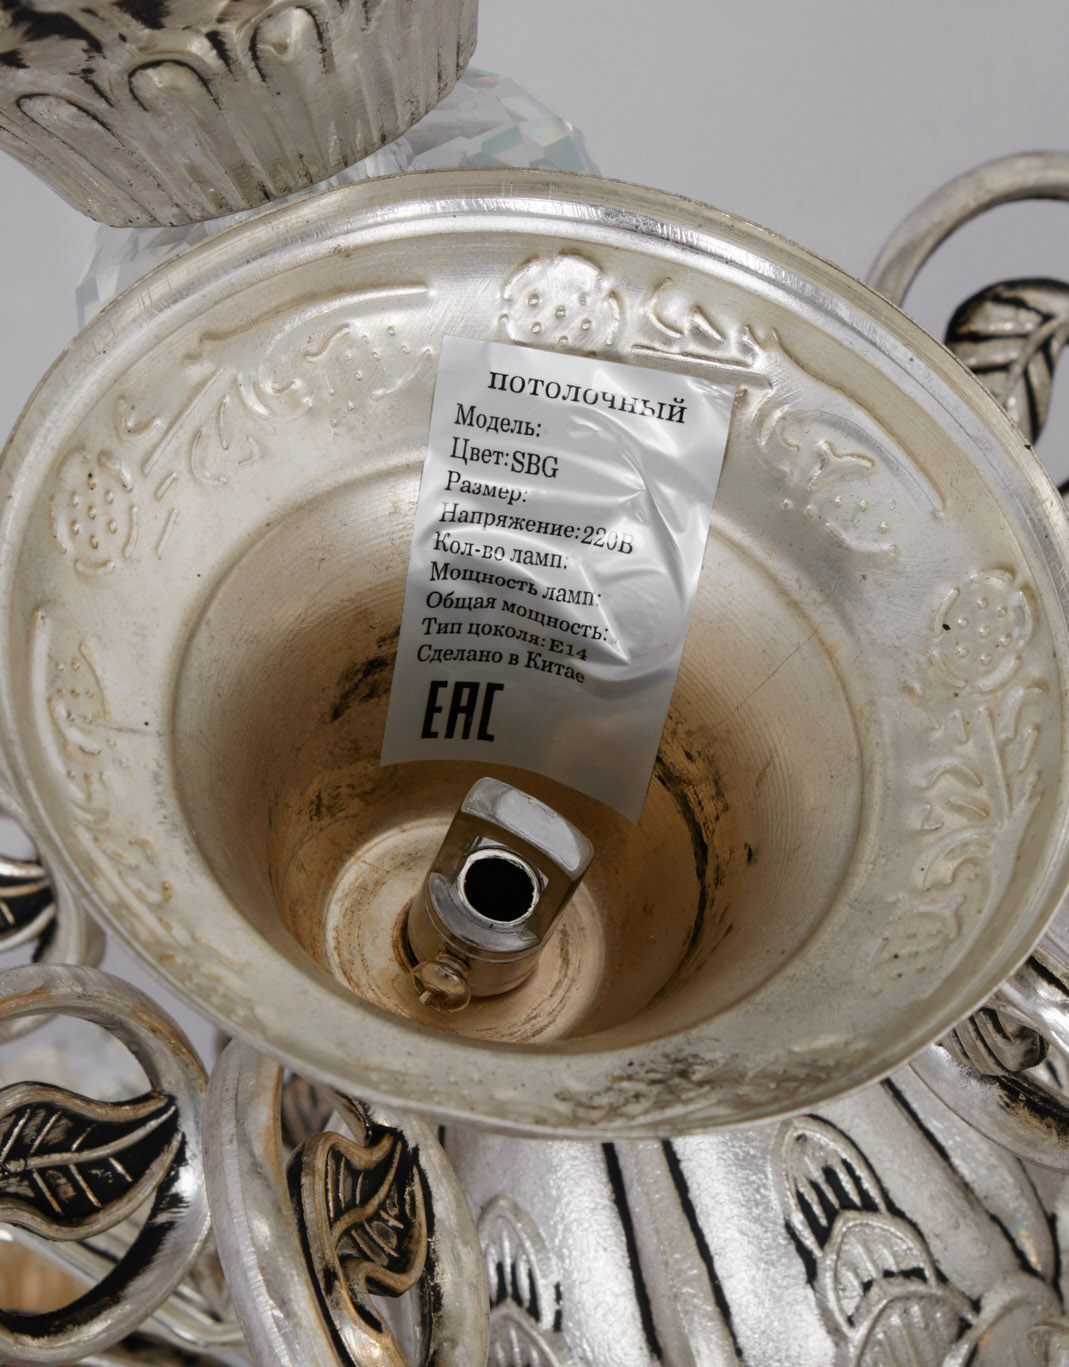 потолочный
Модель:
Цвет:SBG
Размер:
Напряжение:220В
Кол-во ламп:
Мощность ламп:
Общая мощность:
Тип цоколя: E14
Сделано в Китае
EAC